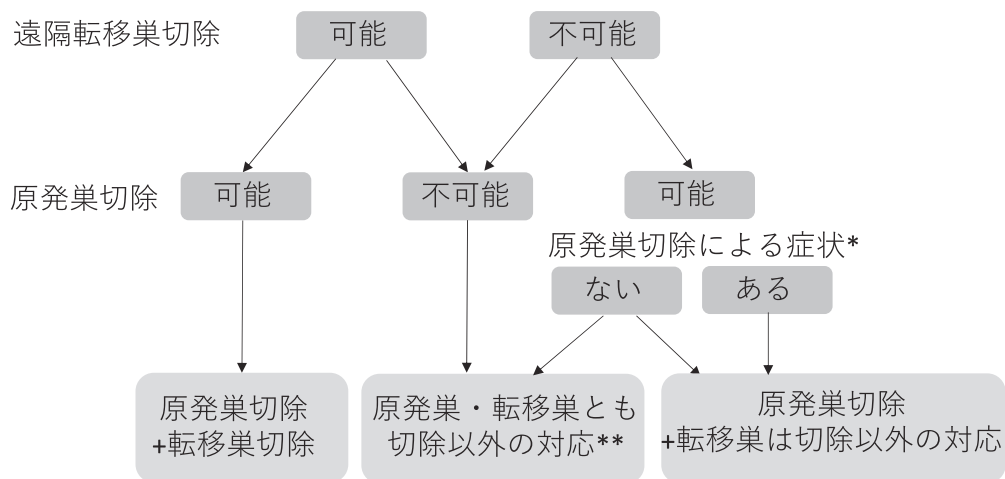 遠隔転移巣切除
可能
不可能
原発巣切除
可能
不可能
可能
原発巣切除による症状*
ない
ある
原発巣切除
+転移巣切除
原発巣・転移巣とも
切除以外の対応**
原発巣切除
+転移巣は切除以外の対応